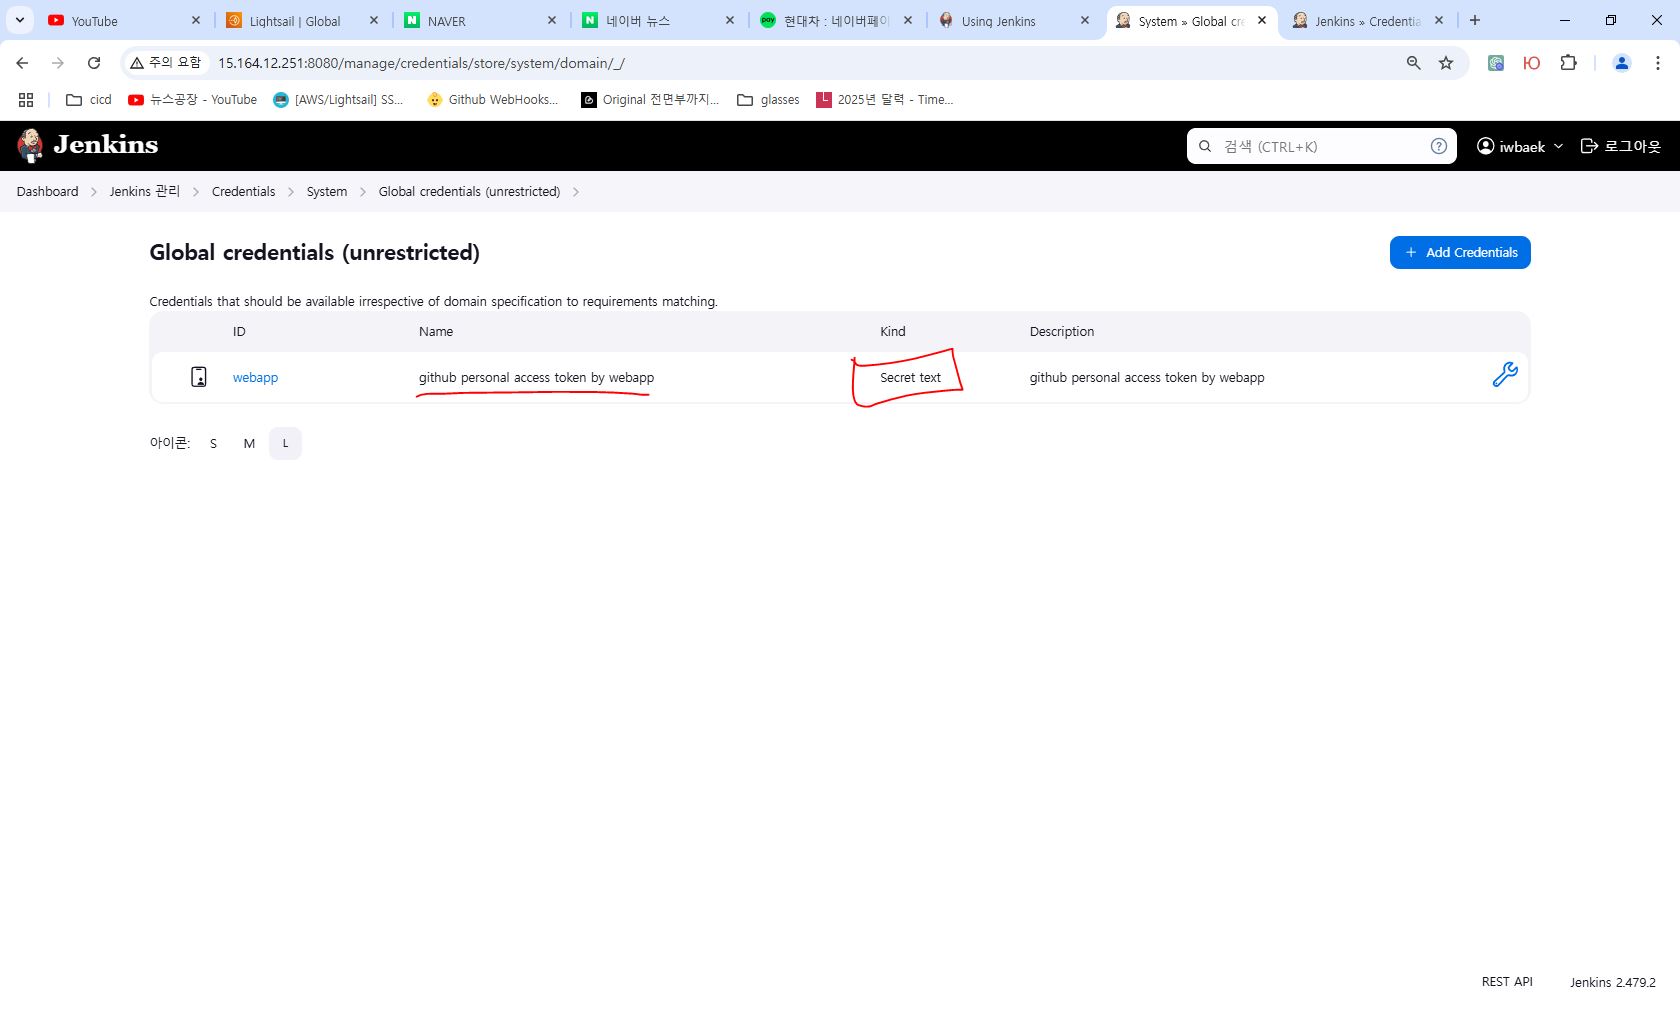 YouTube
Lightsail | Global
NAVER
네이버 뉴스
현대차 : 네이버페이
Using Jenkins
System » Global cre
Jenkins » Credentia
주의 요함
15.164.12.251:8080/manage/credentials/store/system/domain/_/
cicd
뉴스공장 - YouTube
[AWS/Lightsail] SS...
Github WebHooks...
Original 전면부까지...
glasses
2025년 달력 - Time...
Jenkins
검색 (CTRL+K)
iwbaek
로그아웃
Dashboard
Jenkins 관리
Credentials
System
Global credentials (unrestricted)
Global credentials (unrestricted)
+ Add Credentials
Credentials that should be available irrespective of domain specification to requirements matching.
ID Name Kind Description
webapp github personal access token by webapp Secret text github personal access token by webapp
아이콘: S M L
REST API Jenkins 2.479.2